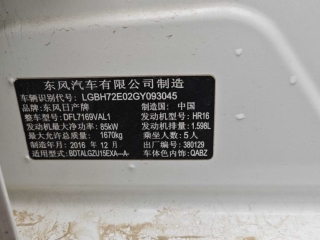 东风汽车有限公司制造
车辆识别代号: LGBH72E02GY093045
品牌: 东风日产牌 制造国: 中国
整车型号: DFL7169VAL1 发动机型号: HR16
发动机最大净功率: 85kW 发动机排量: 1.598L
最大允许总质量: 1670kg 乘坐人数: 5人
制造年月: 2016 年 12 月 出厂编号: 380129
适用型式: BDTALGZU15EXA--A- 车体色内饰: QABZ